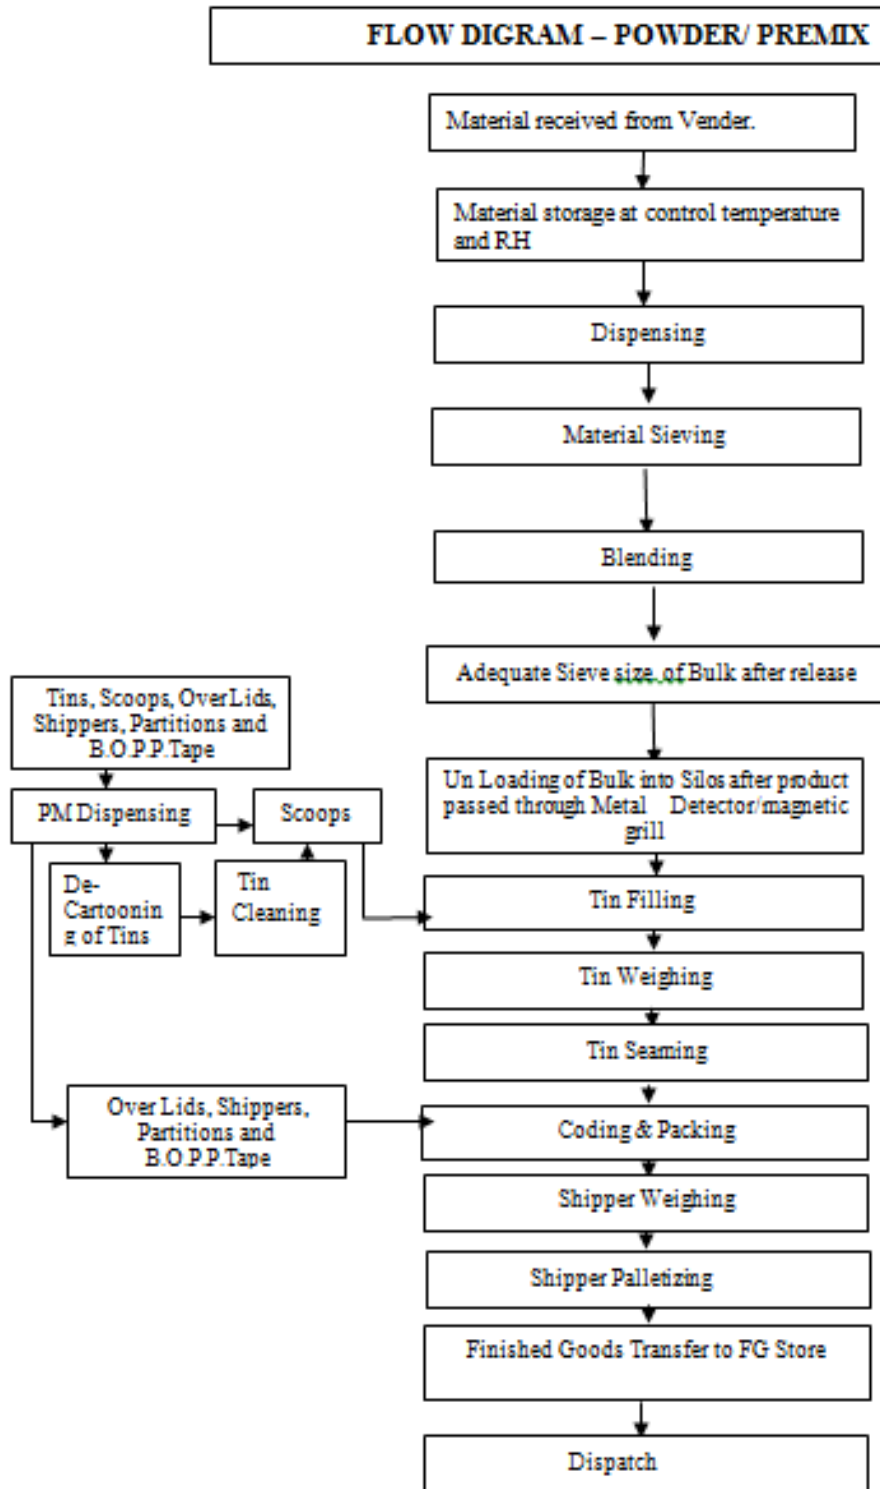 FLOW DIGRAM – POWDER/ PREMIX
Material received from Vender.
Material storage at control temperature
and RH
Dispensing
Material Sieving
Blending
Adequate Sieve size of Bulk after release
Tins, Scoops, Over Lids,
Shippers, Partitions and
B.O.P.P.Tape
Un Loading of Bulk into Silos after product
passed through Metal Detector/magnetic
grill
PM Dispensing
Scoops
De-
Cartoonin
g of Tins
Tin
Cleaning
Tin Filling
Tin Weighing
Tin Seaming
Over Lids, Shippers,
Partitions and
B.O.P.P.Tape
Coding & Packing
Shipper Weighing
Shipper Palletizing
Finished Goods Transfer to FG Store
Dispatch